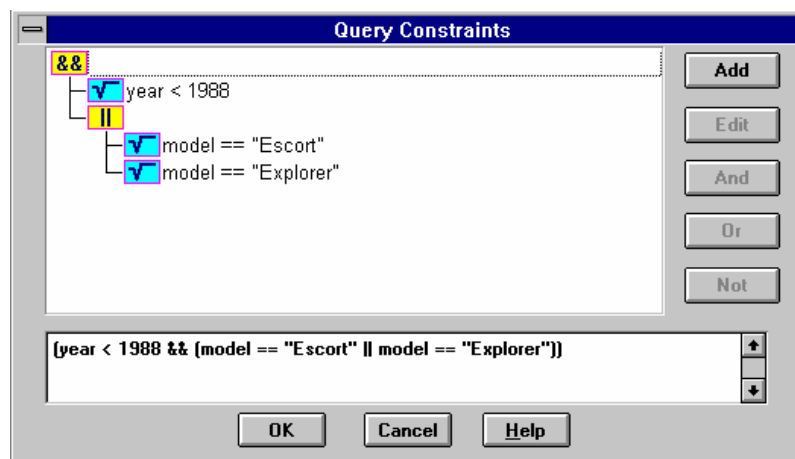 Query Constraints
&&
year < 1988
||
model == "Escort"
model == "Explorer"
Add
Edit
And
Or
Not
(year < 1988 && (model == "Escort" || model == "Explorer"))
OK Cancel Help